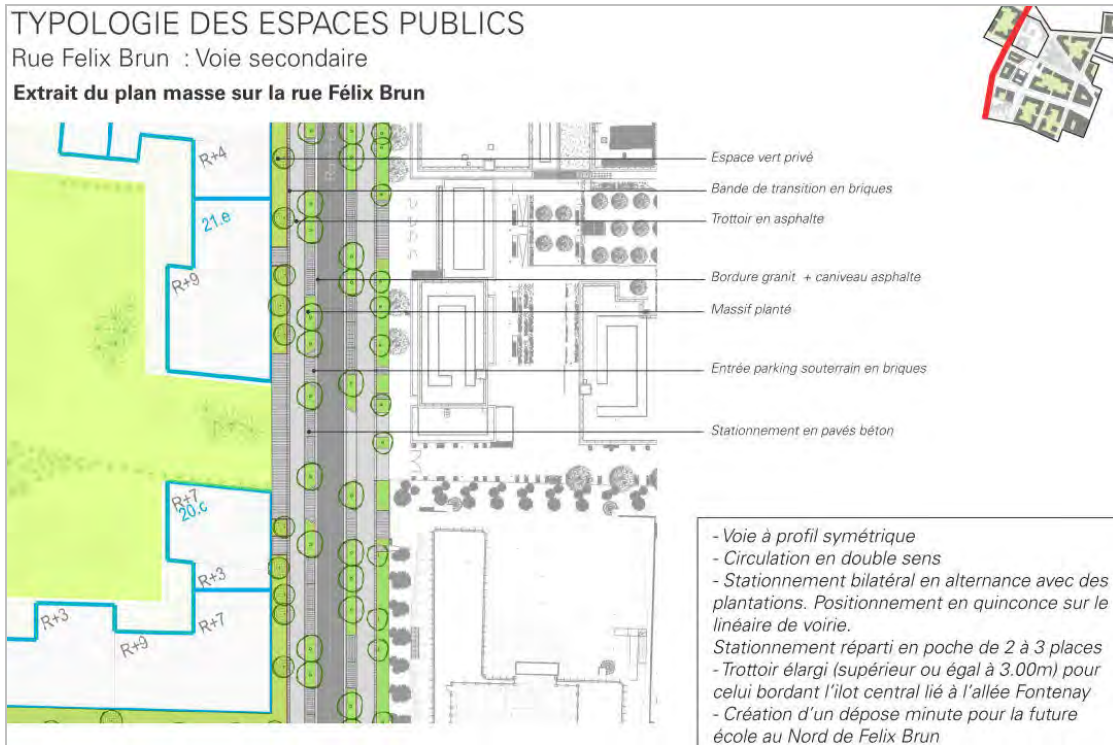 TYPOLOGIE DES ESPACES PUBLICS
Rue Felix Brun : Voie secondaire
Extrait du plan masse sur la rue Félix Brun
R+4
21.e
R+9
R+7
20.c
R+3
R+3
R+9
R+7
Espace vert privé
Bande de transition en briques
Trottoir en asphalte
Bordure granit + caniveau asphalte
Massif planté
Entrée parking souterrain en briques
Stationnement en pavés béton
- Voie à profil symétrique
- Circulation en double sens
- Stationnement bilatéral en alternance avec des
plantations. Positionnement en quinconce sur le
linéaire de voirie.
Stationnement réparti en poche de 2 à 3 places
- Trottoir élargi (supérieur ou égal à 3.00m) pour
celui bordant l'ilot central lié à l'allée Fontenay
- Création d'un dépose minute pour la future
école au Nord de Felix Brun